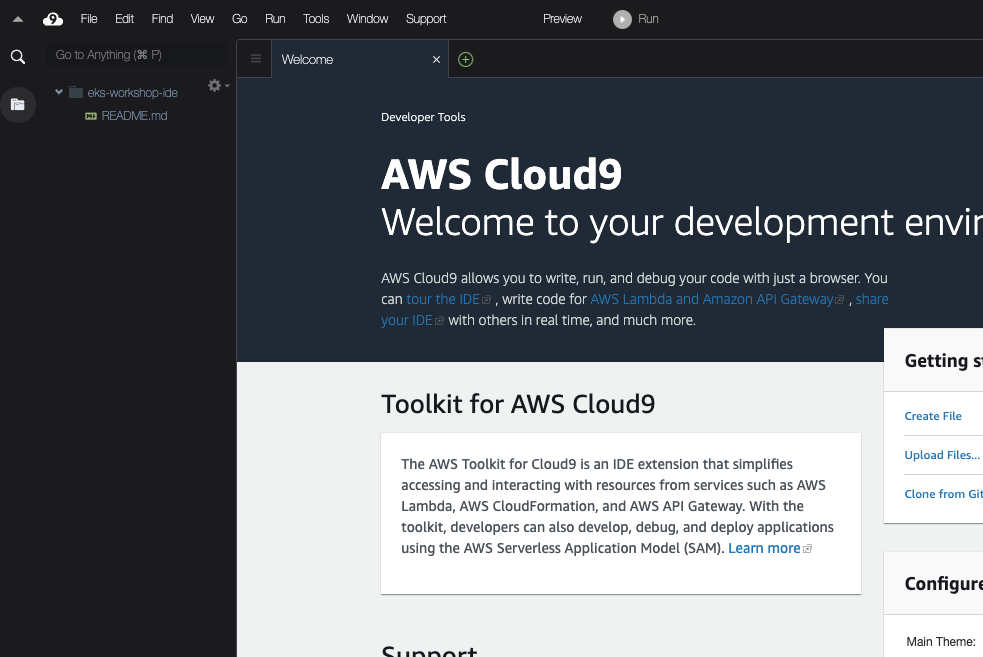 9 File Edit Find View Go Run Tools Window Support Preview Run
Go to Anything (⌘ P)
Welcome
eks-workshop-ide
README.md
Developer Tools
AWS Cloud9
Welcome to your development
AWS Cloud9 allows you to write, run, and debug your code with just a browser. You
can tour the IDE , write code for AWS Lambda and Amazon API Gateway , share
your IDE with others in real time, and much more.
Toolkit for AWS Cloud9
The AWS Toolkit for Cloud9 is an IDE extension that simplifies
accessing and interacting with resources from services such as AWS
Lambda, AWS CloudFormation, and AWS API Gateway. With the
toolkit, developers can also develop, debug, and deploy applications
using the AWS Serverless Application Model (SAM). Learn more
Support
Getting
Create File
Upload Files...
Clone from Git
Configure
Main Theme: